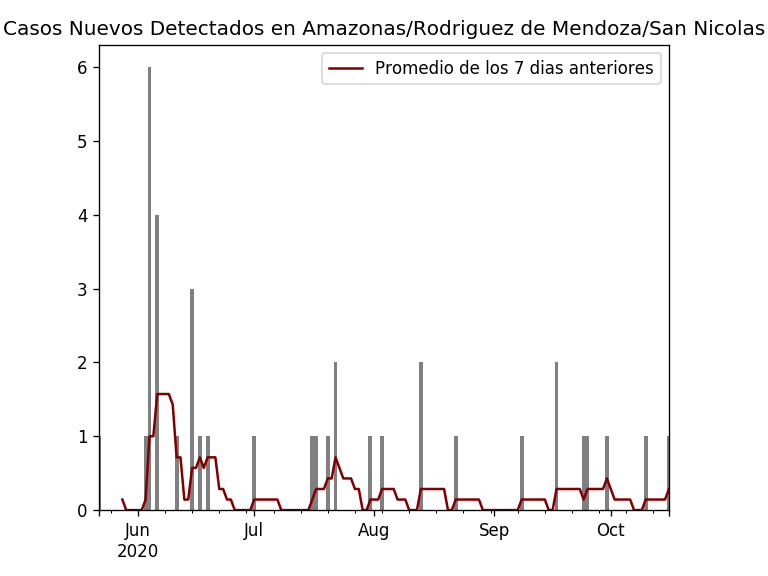 Casos Nuevos Detectados en Amazonas/Rodriguez de Mendoza/San Nicolas
Promedio de los 7 dias anteriores
6
5
4
3
2
1
0
Jun Jul Aug Sep Oct
2020